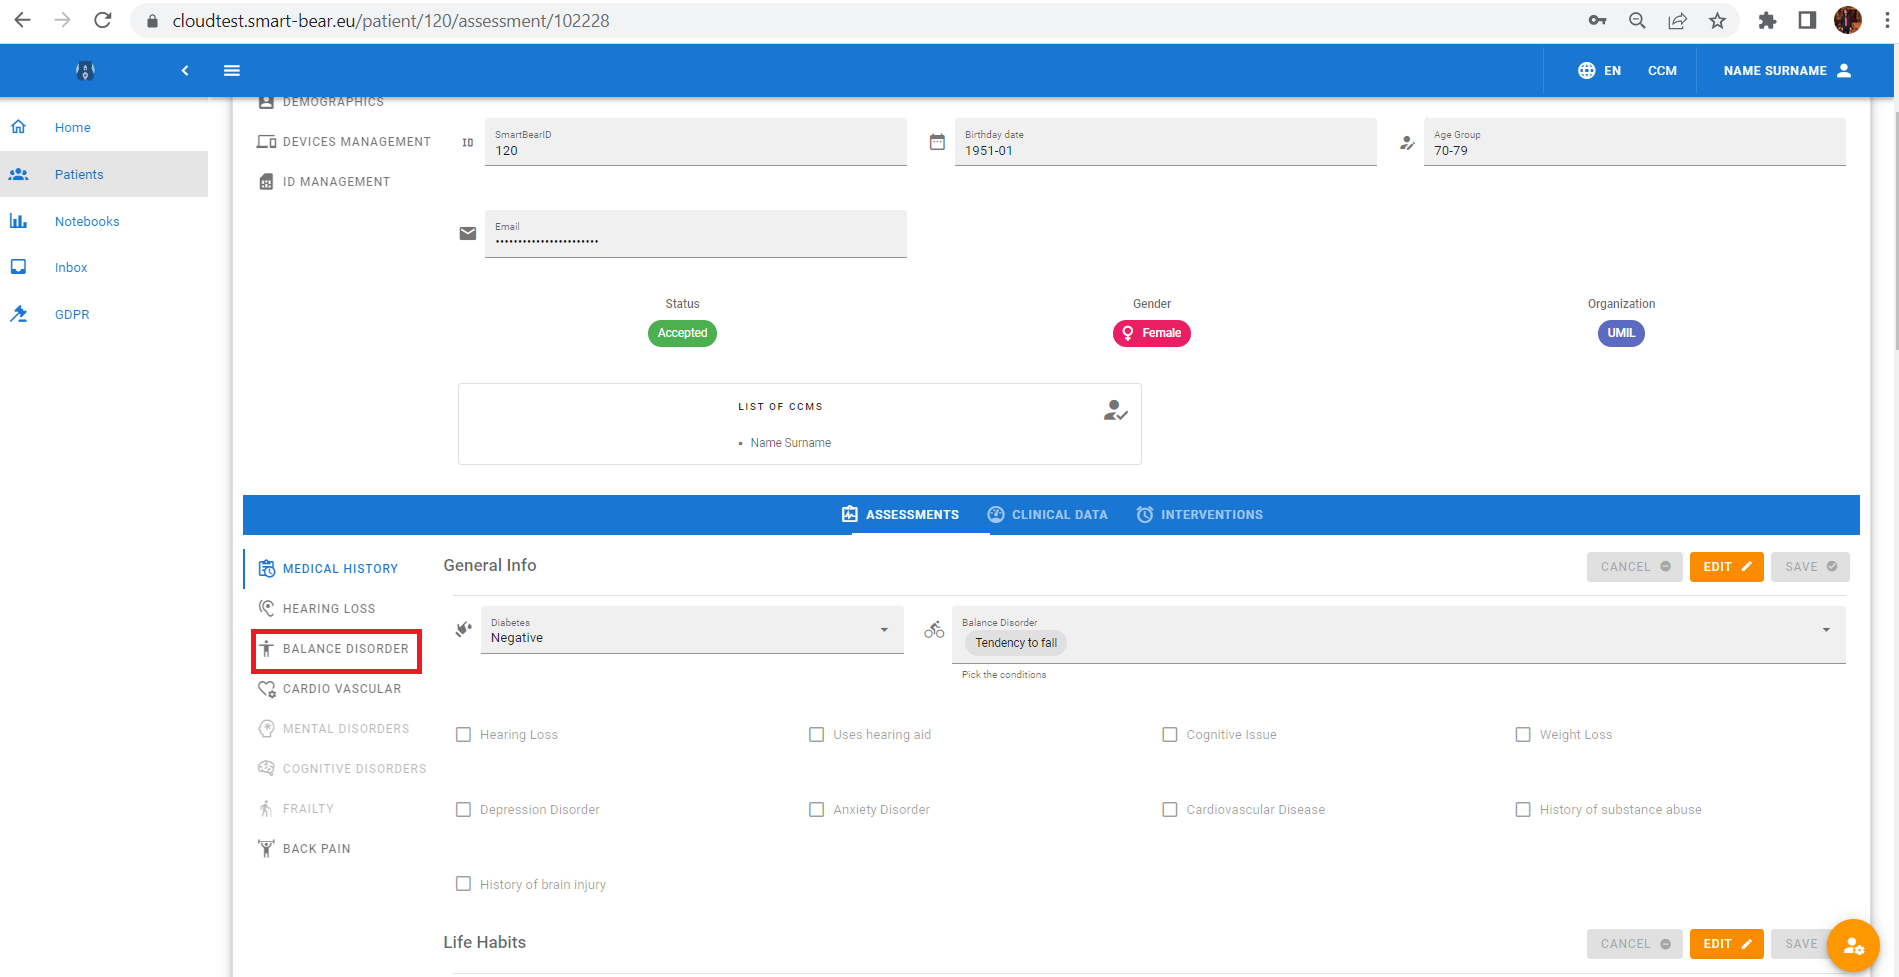 cloudtest.smart-bear.eu/patient/120/assessment/102228
EN
CCM
NAME SURNAME
Home
Patients
Notebooks
Inbox
GDPR
DEMOGRAPHICS
DEVICES MANAGEMENT
ID MANAGEMENT
ID
SmartBearID
120
Birthday date
1951-01
Age Group
70-79
Email
•••••••••••••••••••••••
Status
Accepted
Gender
Female
Organization
UMIL
LIST OF CCMS
▪ Name Surname
ASSESSMENTS
CLINICAL DATA
INTERVENTIONS
MEDICAL HISTORY
HEARING LOSS
BALANCE DISORDER
CARDIO VASCULAR
MENTAL DISORDERS
COGNITIVE DISORDERS
FRAILTY
BACK PAIN
General Info
CANCEL
EDIT
SAVE
Diabetes
Negative
Balance Disorder
Tendency to fall
Pick the conditions
Hearing Loss
Uses hearing aid
Cognitive Issue
Weight Loss
Depression Disorder
Anxiety Disorder
Cardiovascular Disease
History of substance abuse
History of brain injury
Life Habits
CANCEL
EDIT
SAVE